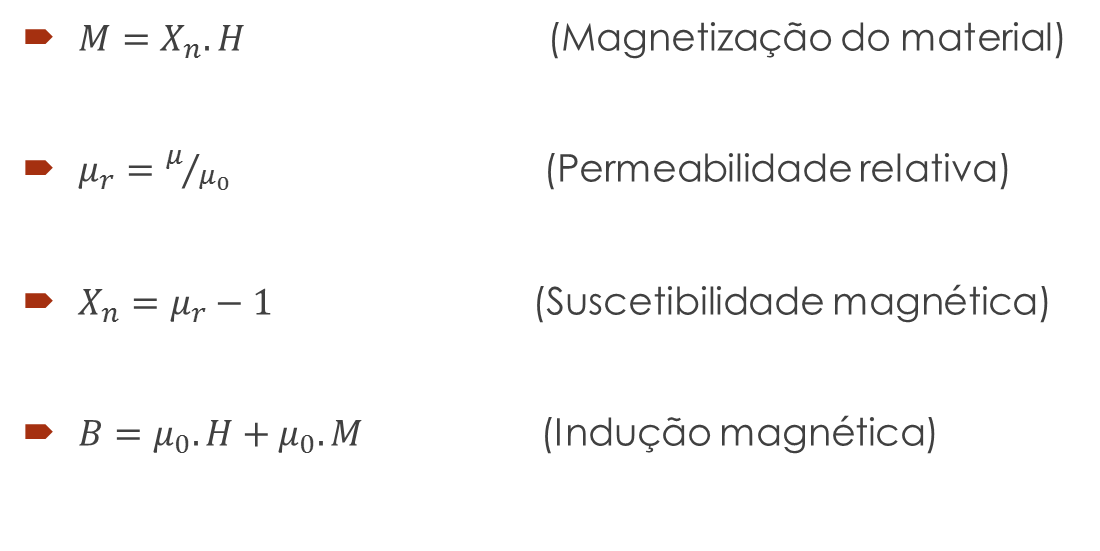 M = Xₙ. H (Magnetização do material)
μᵣ = μ/μ₀ (Permeabilidade relativa)
Xₙ = μᵣ − 1 (Suscetibilidade magnética)
B = μ₀. H + μ₀. M (Indução magnética)